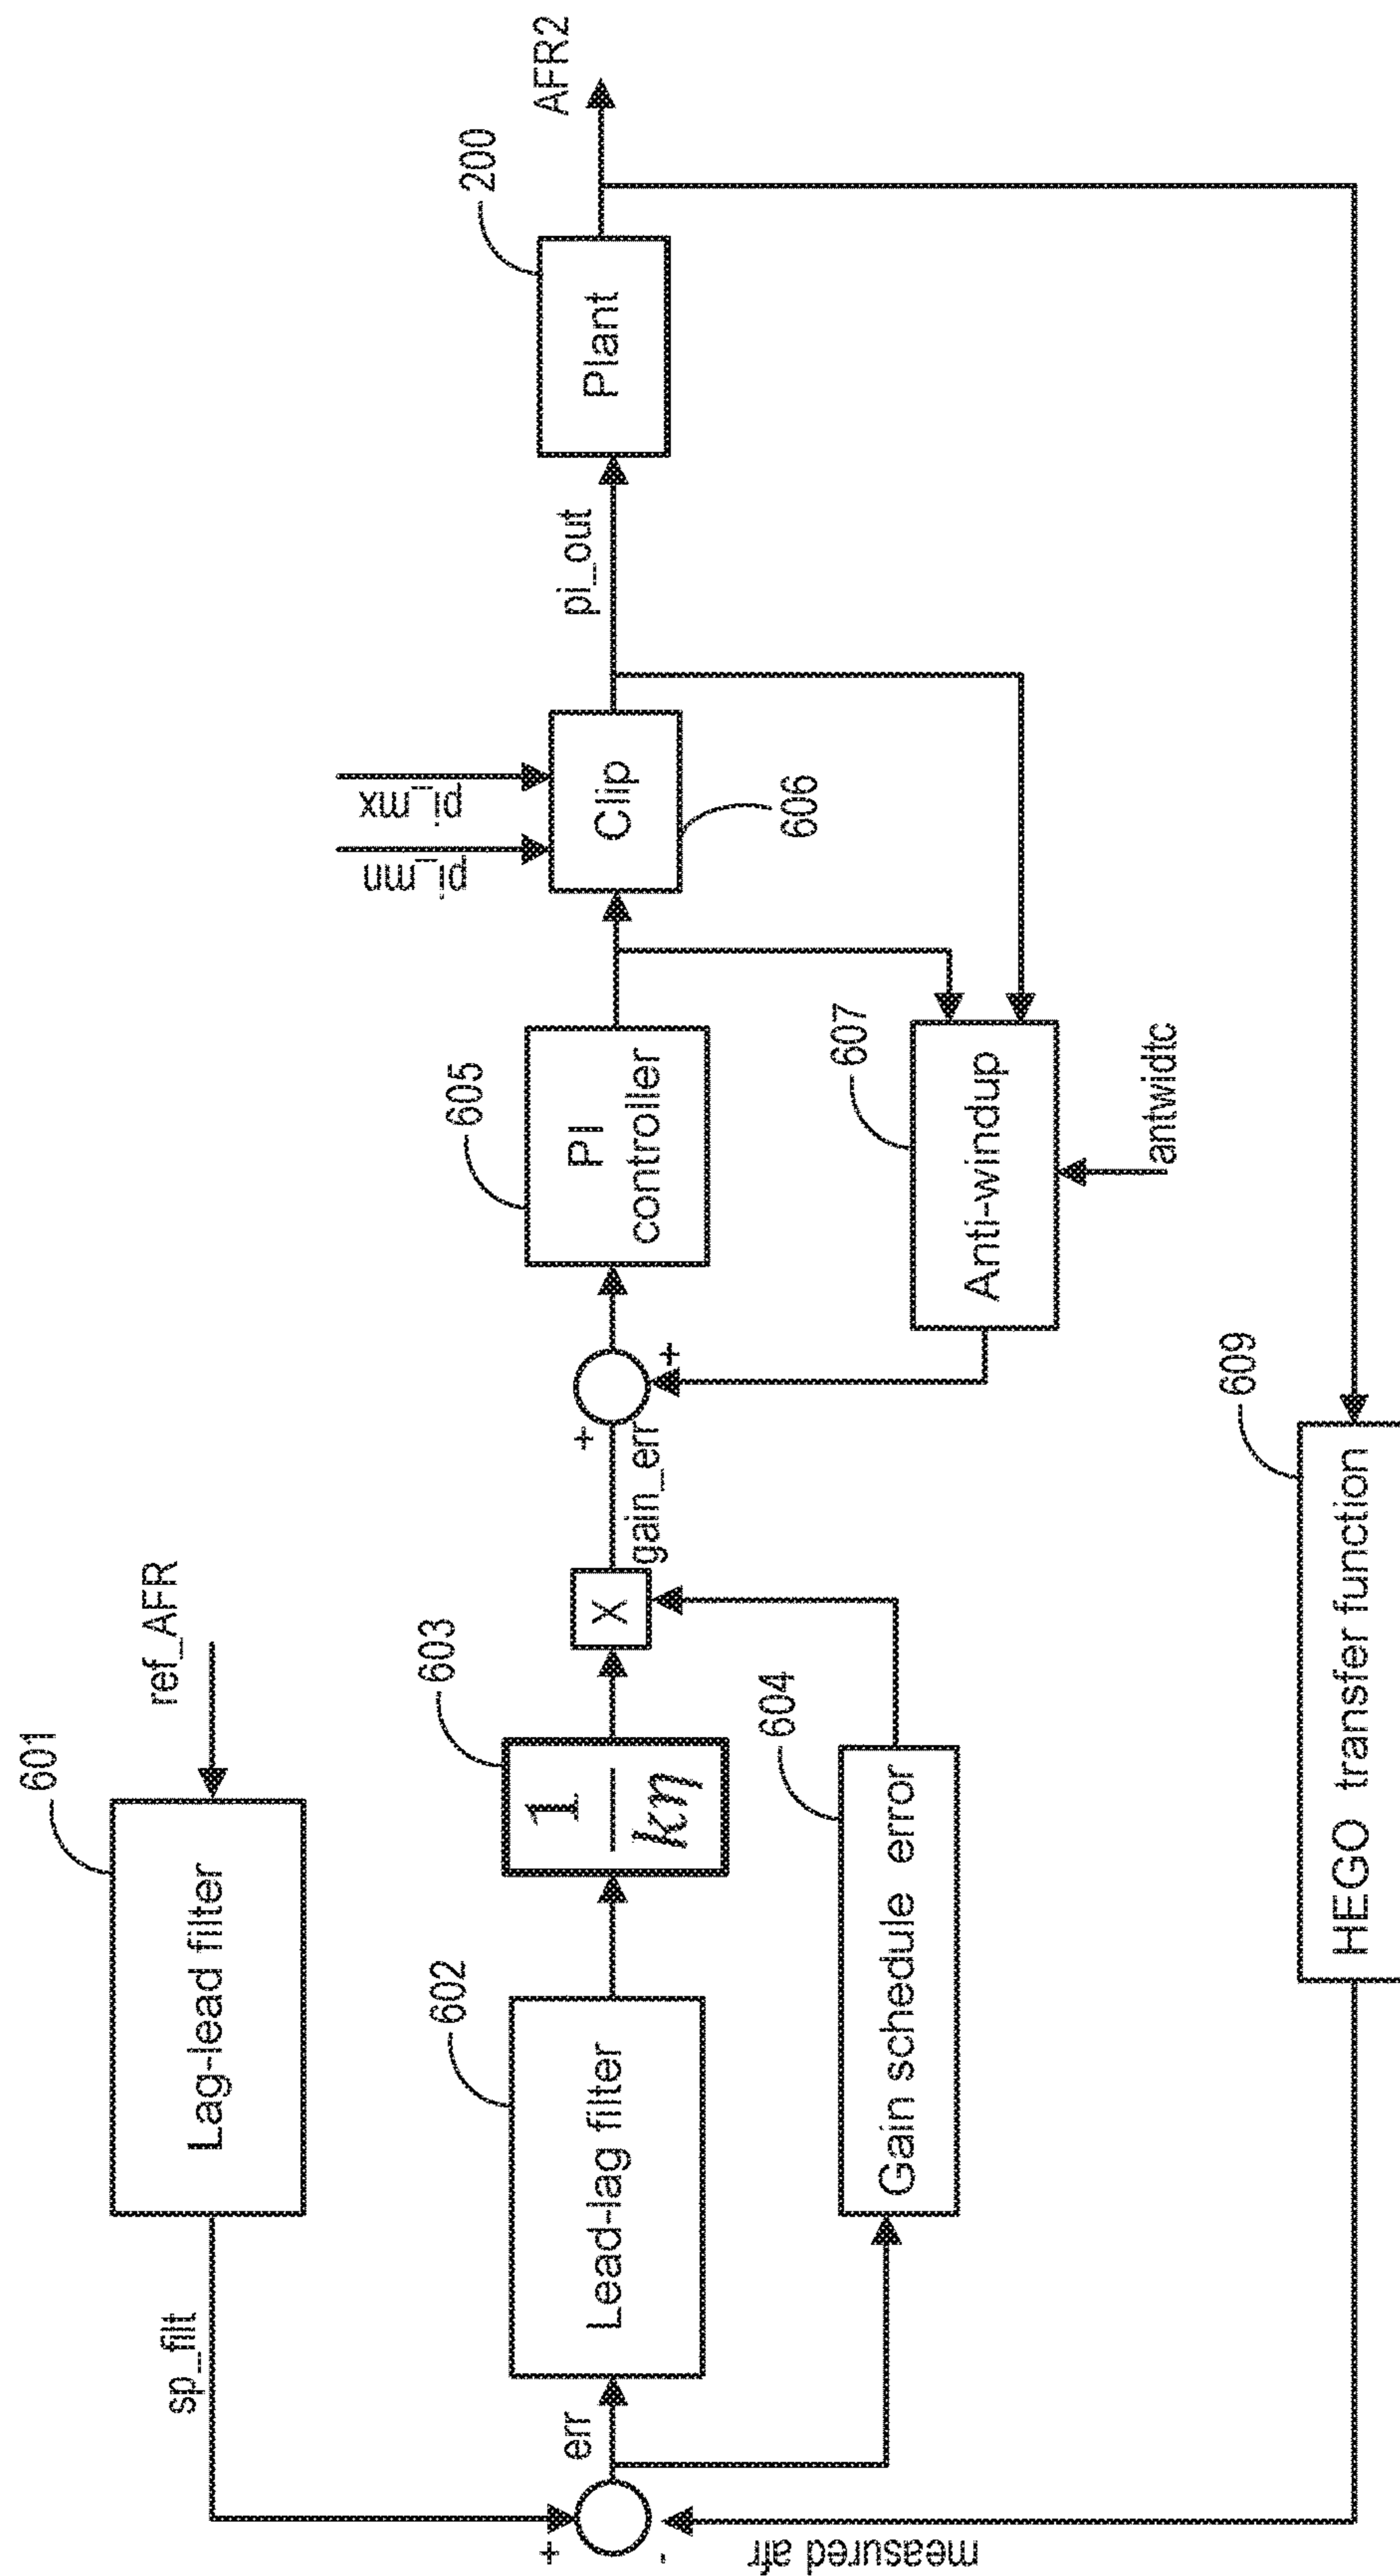 601
Lag-lead filter
ref_AFR
sp_filt
+
-
measured afr
err
602
Lead-lag filter
603
1
kη
604
Gain schedule error
X
gain_err
+
+
605
PI
controller
pi_mn
pi_mx
Clip
606
607
Anti-windup
antwidtc
pi_out
200
Plant
AFR2
609
HEGO transfer function